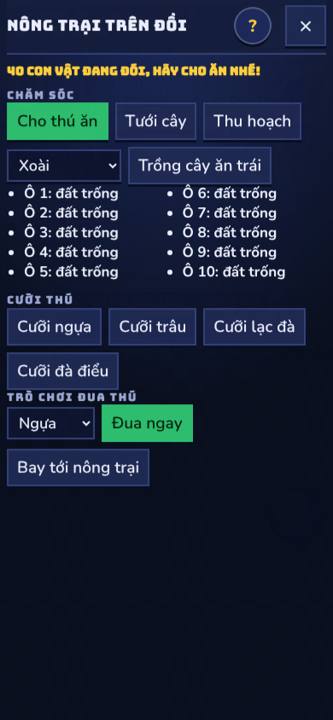 NÔNG TRẠI TRÊN ĐỒI ? ×
40 CON VẬT ĐANG ĐÓI, HÃY CHO ĂN NHÉ!
CHĂM SÓC
Cho thú ăn Tưới cây Thu hoạch
Xoài Trồng cây ăn trái
• Ô 1: đất trống
• Ô 2: đất trống
• Ô 3: đất trống
• Ô 4: đất trống
• Ô 5: đất trống
• Ô 6: đất trống
• Ô 7: đất trống
• Ô 8: đất trống
• Ô 9: đất trống
• Ô 10: đất trống
CƯỠI THÚ
Cưỡi ngựa Cưỡi trâu Cưỡi lạc đà
Cưỡi đà điểu
TRÒ CHƠI ĐUA THÚ
Ngựa Đua ngay
Bay tới nông trại